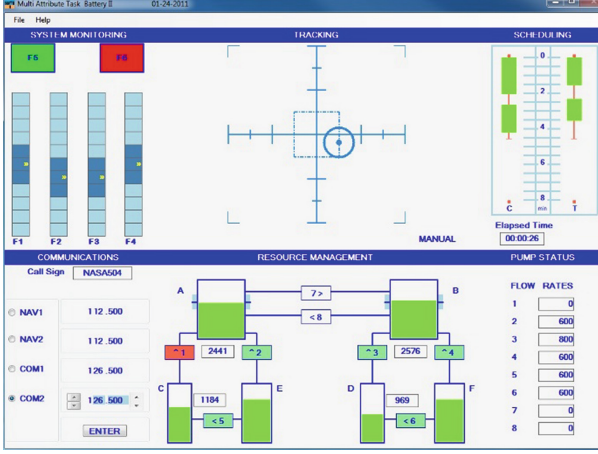 Multi Attribute Task Battery II 01-24-2011
File Help
SYSTEM MONITORING
F5 F6
F1 F2 F3 F4
TRACKING
MANUAL
SCHEDULING
0
2
4
6
8
C min T
Elapsed Time
00:00:26
COMMUNICATIONS
Call Sign NASA504
NAV1 112.500
NAV2 112.500
COM1 126.500
COM2 126.500
ENTER
RESOURCE MANAGEMENT
A 7 > B
< 8
^ 1 2441 ^ 2 ^ 3 2576 ^ 4
C 1184 E D 969 F
< 5 < 6
PUMP STATUS
FLOW RATES
1 0
2 600
3 800
4 600
5 600
6 600
7 0
8 0